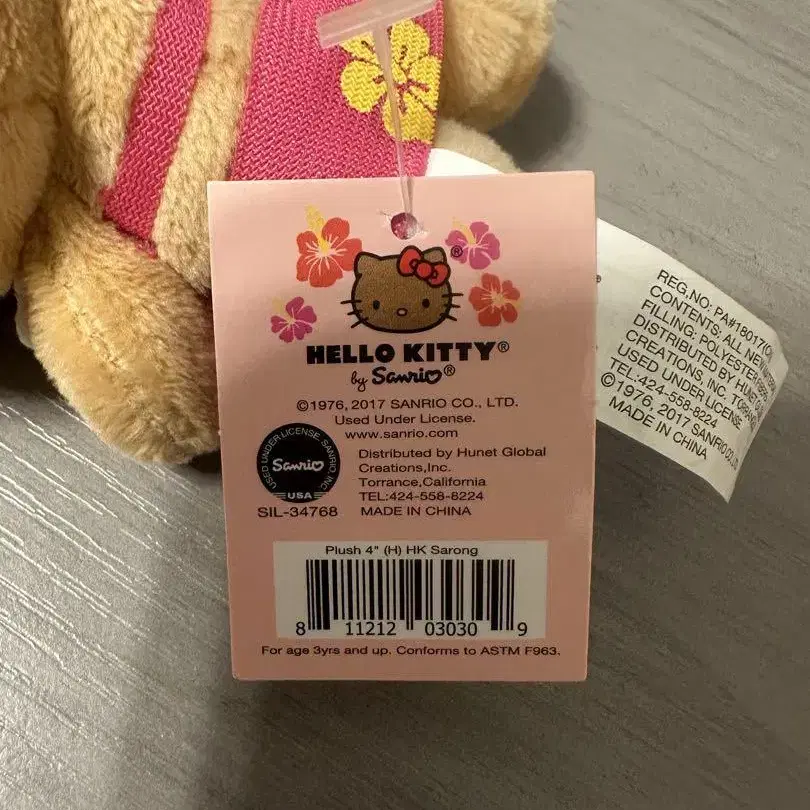 HELLO KITTY®
by Sanrio®
©1976, 2017 SANRIO CO., LTD.
Used Under License.
www.sanrio.com
USED UNDER LICENSE, SANRIO, INC.
Sanrio
USA
SIL-34768
Distributed by Hunet Global
Creations,Inc.
Torrance,California
TEL:424-558-8224
MADE IN CHINA
Plush 4" (H) HK Sarong
8 11212 03030 9
For age 3yrs and up. Conforms to ASTM F963.
REG.NO: PA#18017(
CONTENTS: ALL NEW
FILLING: POLYESTER
DISTRIBUTED BY HUNET
CREATIONS, INC.
USED UNDER LICENSE
TEL:424-558-8224
©1976, 2017 SANRIO CO.,
MADE IN CHINA